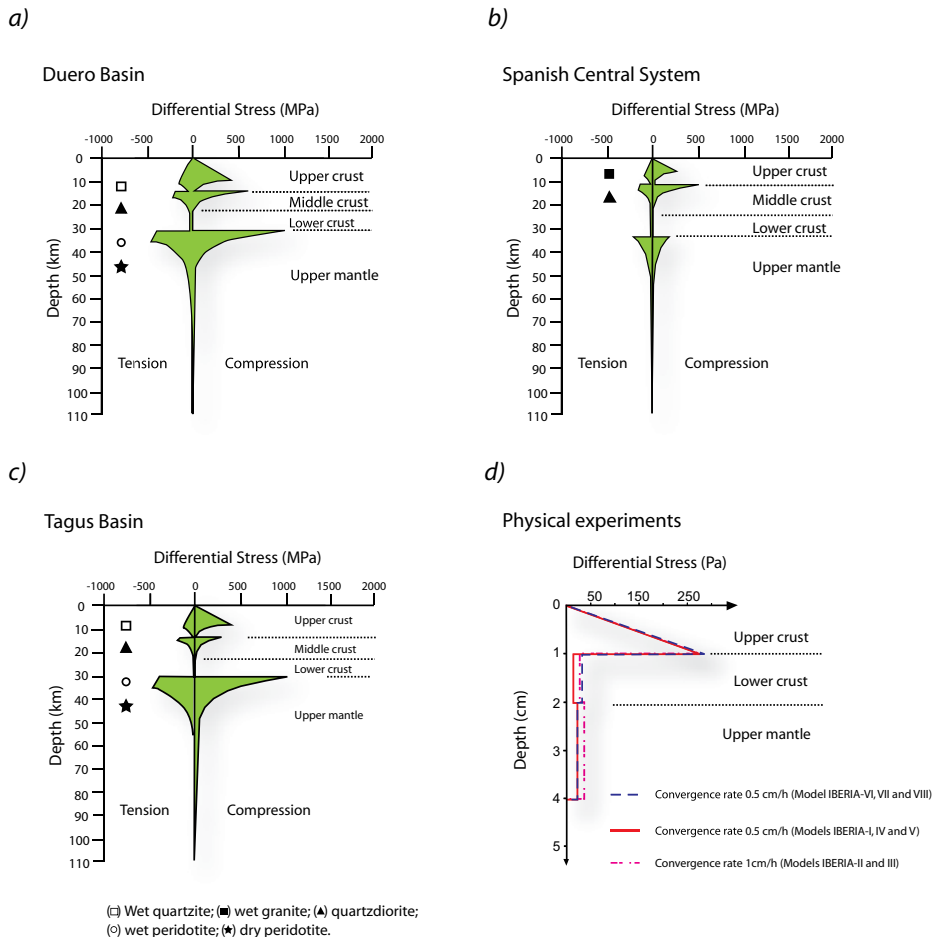 a)
Duero Basin
Differential Stress (MPa)
-1000 -500 0 500 1000 1500 2000
0
10
20
30
40
50
60
70
80
90
100
110
Depth (km)
Upper crust
Middle crust
Lower crust
Upper mantle
Tension
Compression
b)
Spanish Central System
Differential Stress (MPa)
-1000 -500 0 500 1000 1500 2000
0
10
20
30
40
50
60
70
80
90
100
110
Depth (km)
Upper crust
Middle crust
Lower crust
Upper mantle
Tension
Compression
c)
Tagus Basin
Differential Stress (MPa)
-1000 -500 0 500 1000 1500 2000
0
10
20
30
40
50
60
70
80
90
100
110
Depth (km)
Upper crust
Middle crust
Lower crust
Upper mantle
Tension
Compression
(□) Wet quartzite; (■) wet granite; (▲) quartzdiorite;
(○) wet peridotite; (★) dry peridotite.
d)
Physical experiments
Differential Stress (Pa)
50 150 250
0
1
2
3
4
5
Depth (cm)
Upper crust
Lower crust
Upper mantle
Convergence rate 0.5 cm/h (Model IBERIA-VI, VII and VIII)
Convergence rate 0.5 cm/h (Models IBERIA-I, IV and V)
Convergence rate 1cm/h (Models IBERIA-II and III)